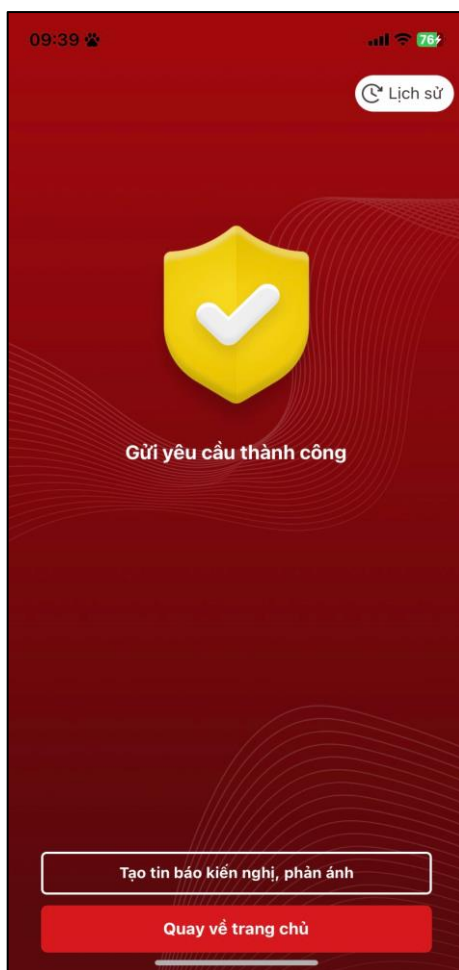 09:39
76
Lịch sử
Gửi yêu cầu thành công
Tạo tin báo kiến nghị, phản ánh
Quay về trang chủ